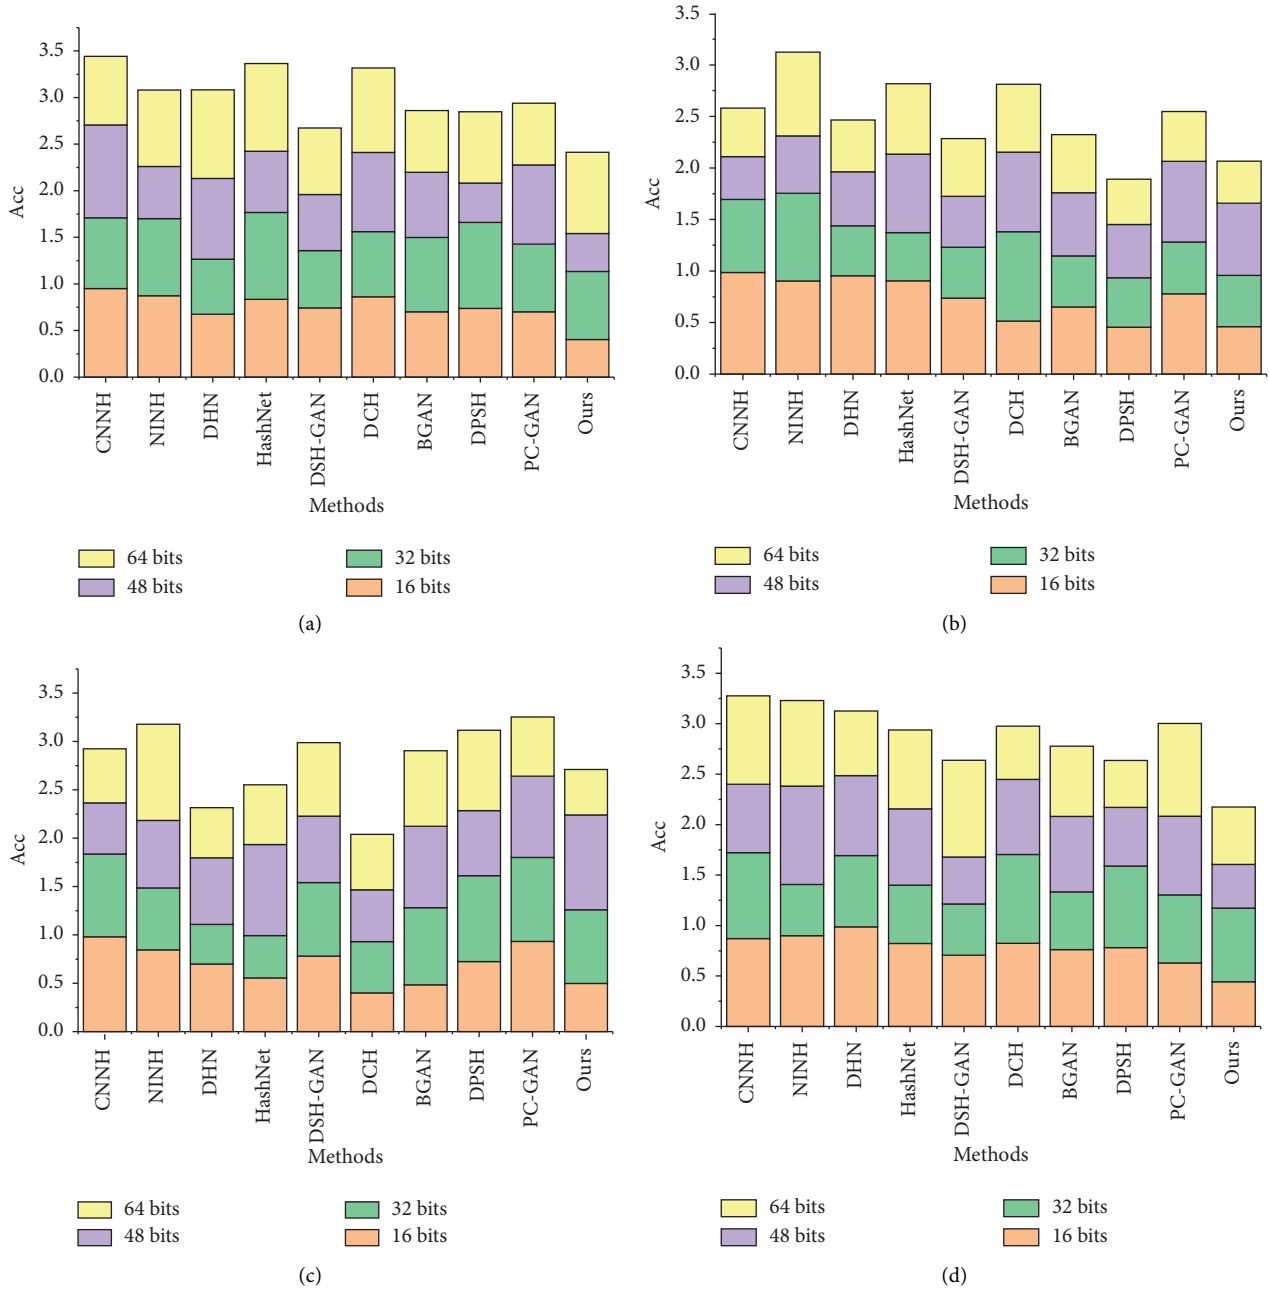 3.5
3.0
2.5
2.0
1.5
1.0
0.5
0.0
Acc
CNNH
NINH
DHN
HashNet
DSH-GAN
DCH
BGAN
DPSH
PC-GAN
Ours
Methods
64 bits
32 bits
48 bits
16 bits
(a)
3.5
3.0
2.5
2.0
1.5
1.0
0.5
0.0
Acc
CNNH
NINH
DHN
HashNet
DSH-GAN
DCH
BGAN
DPSH
PC-GAN
Ours
Methods
64 bits
32 bits
48 bits
16 bits
(b)
3.5
3.0
2.5
2.0
1.5
1.0
0.5
0.0
Acc
CNNH
NINH
DHN
HashNet
DSH-GAN
DCH
BGAN
DPSH
PC-GAN
Ours
Methods
64 bits
32 bits
48 bits
16 bits
(c)
3.5
3.0
2.5
2.0
1.5
1.0
0.5
0.0
Acc
CNNH
NINH
DHN
HashNet
DSH-GAN
DCH
BGAN
DPSH
PC-GAN
Ours
Methods
64 bits
32 bits
48 bits
16 bits
(d)